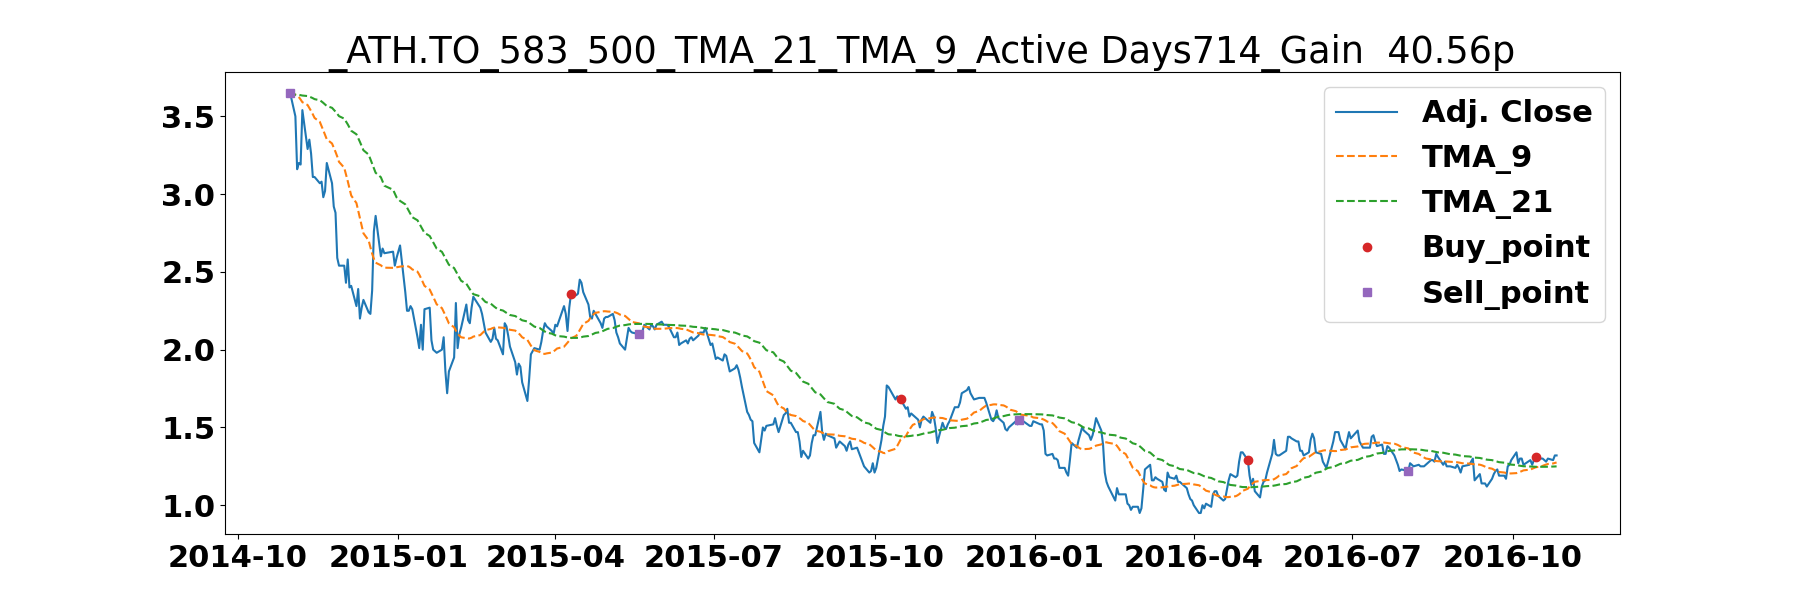 _ATH.TO_583_500_TMA_21_TMA_9_Active Days714_Gain  40.56p
3.5
3.0
2.5
2.0
1.5
1.0
Adj. Close
TMA_9
TMA_21
Buy_point
Sell_point
2014-10 2015-01 2015-04 2015-07 2015-10 2016-01 2016-04 2016-07 2016-10